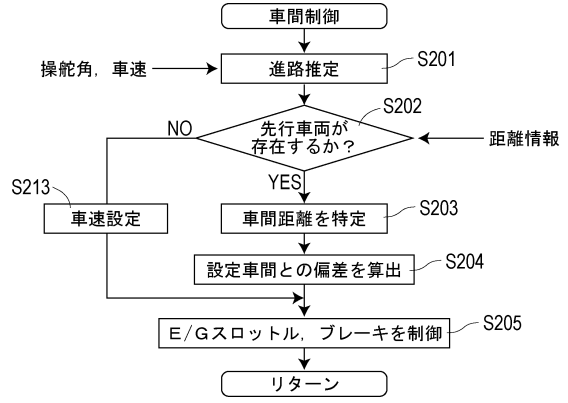 車間制御
操舵角，車速
進路推定
S201
S202
NO
先行車両が
存在するか？
距離情報
YES
S213
車速設定
車間距離を特定
S203
設定車間との偏差を算出
S204
E/Gスロットル，ブレーキを制御
S205
リターン